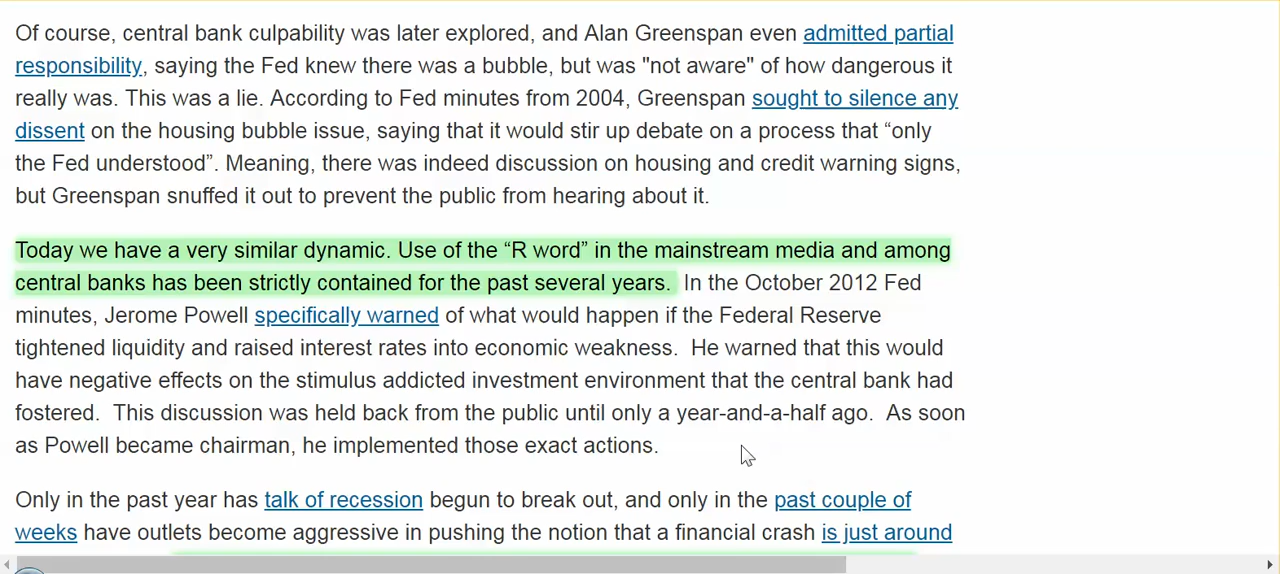 Of course, central bank culpability was later explored, and Alan Greenspan even admitted partial
responsibility, saying the Fed knew there was a bubble, but was "not aware" of how dangerous it
really was. This was a lie. According to Fed minutes from 2004, Greenspan sought to silence any
dissent on the housing bubble issue, saying that it would stir up debate on a process that “only
the Fed understood”. Meaning, there was indeed discussion on housing and credit warning signs,
but Greenspan snuffed it out to prevent the public from hearing about it.
Today we have a very similar dynamic. Use of the “R word” in the mainstream media and among
central banks has been strictly contained for the past several years. In the October 2012 Fed
minutes, Jerome Powell specifically warned of what would happen if the Federal Reserve
tightened liquidity and raised interest rates into economic weakness. He warned that this would
have negative effects on the stimulus addicted investment environment that the central bank had
fostered. This discussion was held back from the public until only a year-and-a-half ago. As soon
as Powell became chairman, he implemented those exact actions.
Only in the past year has talk of recession begun to break out, and only in the past couple of
weeks have outlets become aggressive in pushing the notion that a financial crash is just around